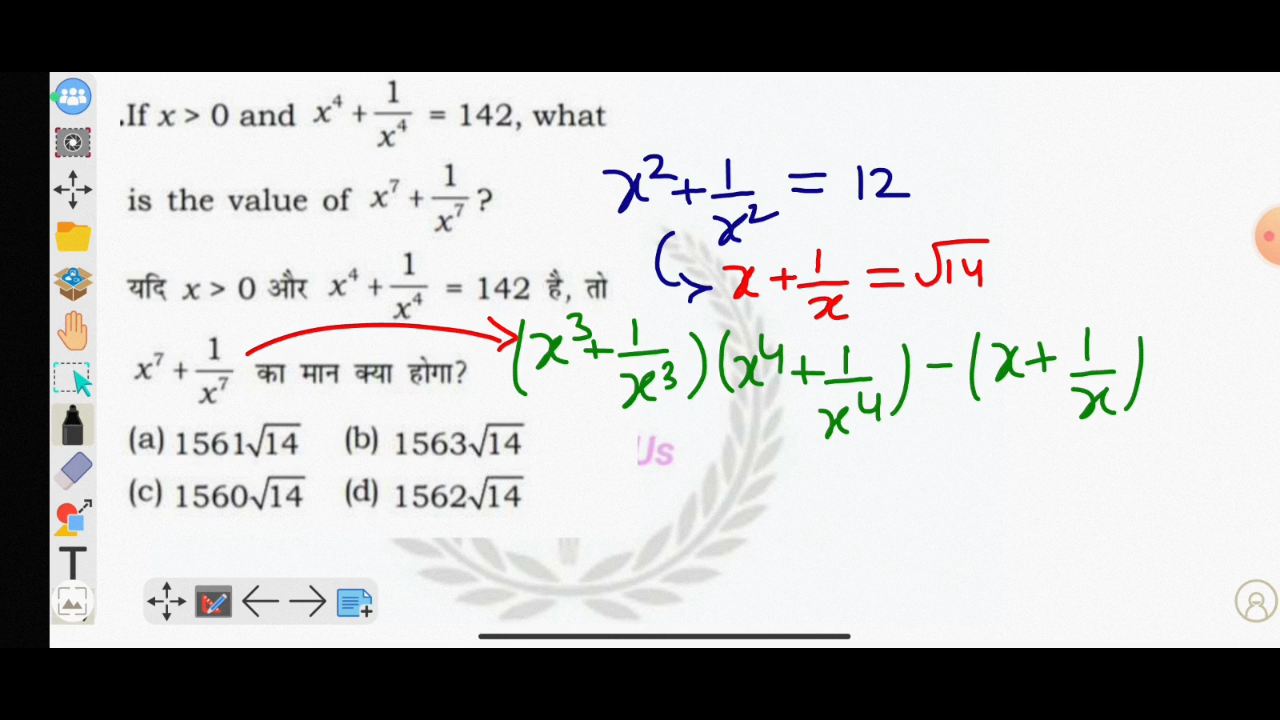 .If x > 0 and x⁴ + 1/x⁴ = 142, what
is the value of x⁷ + 1/x⁷ ?
यदि x > 0 और x⁴ + 1/x⁴ = 142 है, तो
x⁷ + 1/x⁷ का मान क्या होगा?
(a) 1561√14 (b) 1563√14
(c) 1560√14 (d) 1562√14
x² + 1/x² = 12
x + 1/x = √14
(x³ + 1/x³)(x⁴ + 1/x⁴) − (x + 1/x)
Us
T